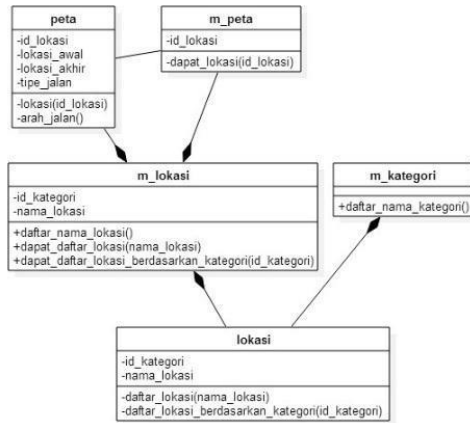 peta
-id_lokasi
-lokasi_awal
-lokasi_akhir
-tipe_jalan
-lokasi(id_lokasi)
-arah_jalan()
m_peta
-id_lokasi
-dapat_lokasi(id_lokasi)
m_lokasi
-id_kategori
-nama_lokasi
+daftar_nama_lokasi()
+dapat_daftar_lokasi(nama_lokasi)
+dapat_daftar_lokasi_berdasarkan_kategori(id_kategori)
m_kategori
+daftar_nama_kategori()
lokasi
-id_kategori
-nama_lokasi
-daftar_lokasi(nama_lokasi)
-daftar_lokasi_berdasarkan_kategori(id_kategori)